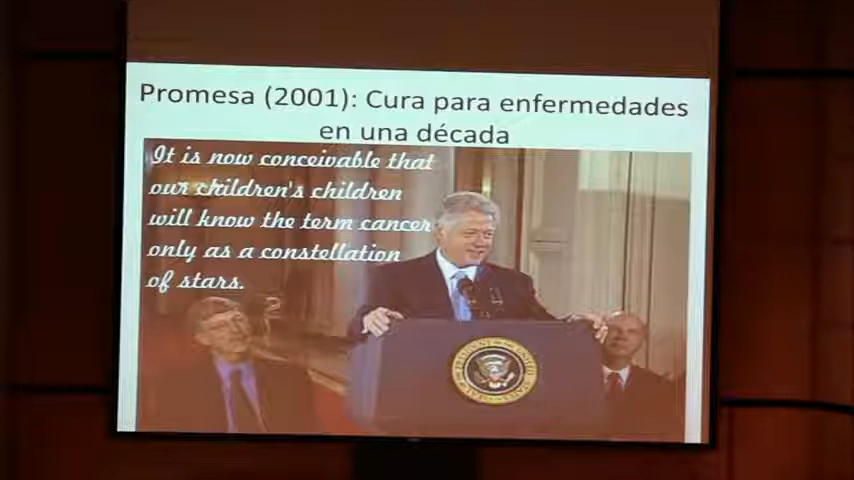 Promesa (2001): Cura para enfermedades
en una década
It is now conceivable that
our children's children
will know the term cancer
only as a constellation
of stars.